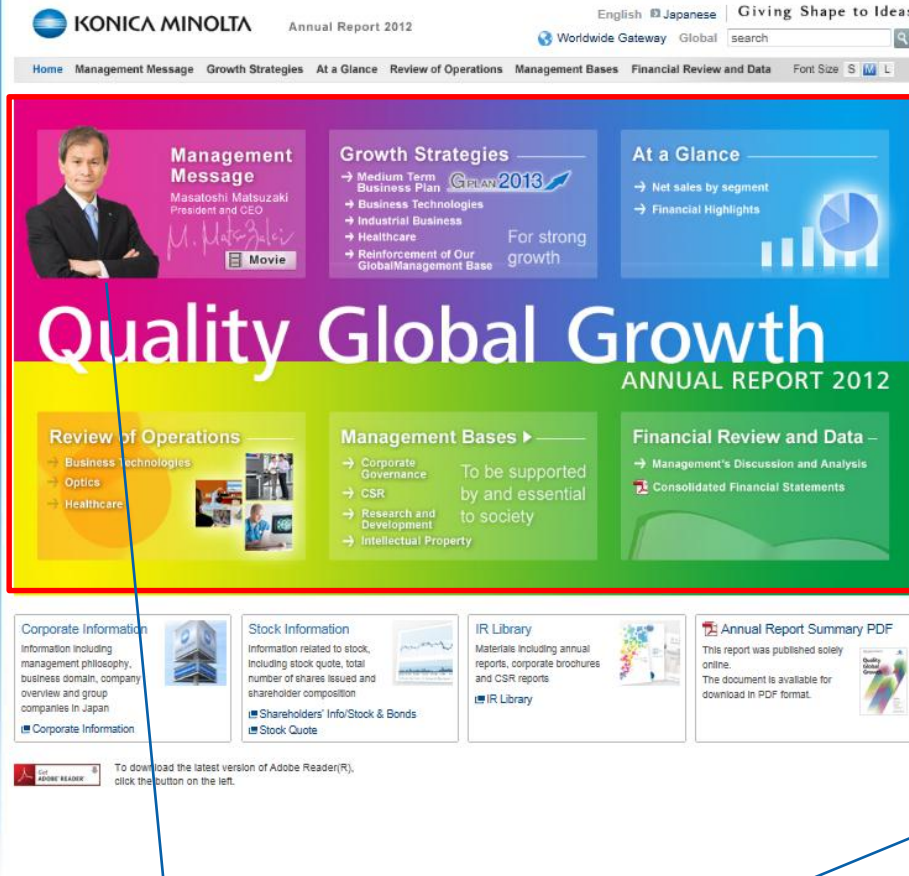 KONICA MINOLTA Annual Report 2012
English Japanese Giving Shape to Ideas
Worldwide Gateway Global search
Home Management Message Growth Strategies At a Glance Review of Operations Management Bases Financial Review and Data Font Size S M L
Management
Message
Masatoshi Matsuzaki
President and CEO
M. Matsuzaki
Movie
Growth Strategies
Medium Term
Business Plan G PLAN 2013
Business Technologies
Industrial Business
Healthcare
Reinforcement of Our
GlobalManagement Base
For strong
growth
At a Glance
Net sales by segment
Financial Highlights
Quality Global Growth
ANNUAL REPORT 2012
Review of Operations
Business Technologies
Optics
Healthcare
Management Bases
Corporate
Governance
CSR
Research and
Development
Intellectual Property
To be supported
by and essential
to society
Financial Review and Data
Management's Discussion and Analysis
Consolidated Financial Statements
Corporate Information
Information including
management philosophy,
business domain, company
overview and group
companies in Japan
Corporate Information
Stock Information
Information related to stock,
including stock quote, total
number of shares issued and
shareholder composition
Shareholders' Info/Stock & Bonds
Stock Quote
IR Library
Materials including annual
reports, corporate brochures
and CSR reports
IR Library
Annual Report Summary PDF
This report was published solely
online.
The document is available for
download in PDF format.
Quality
Global
Growth
Get
ADOBE READER
To download the latest version of Adobe Reader(R),
click the button on the left.